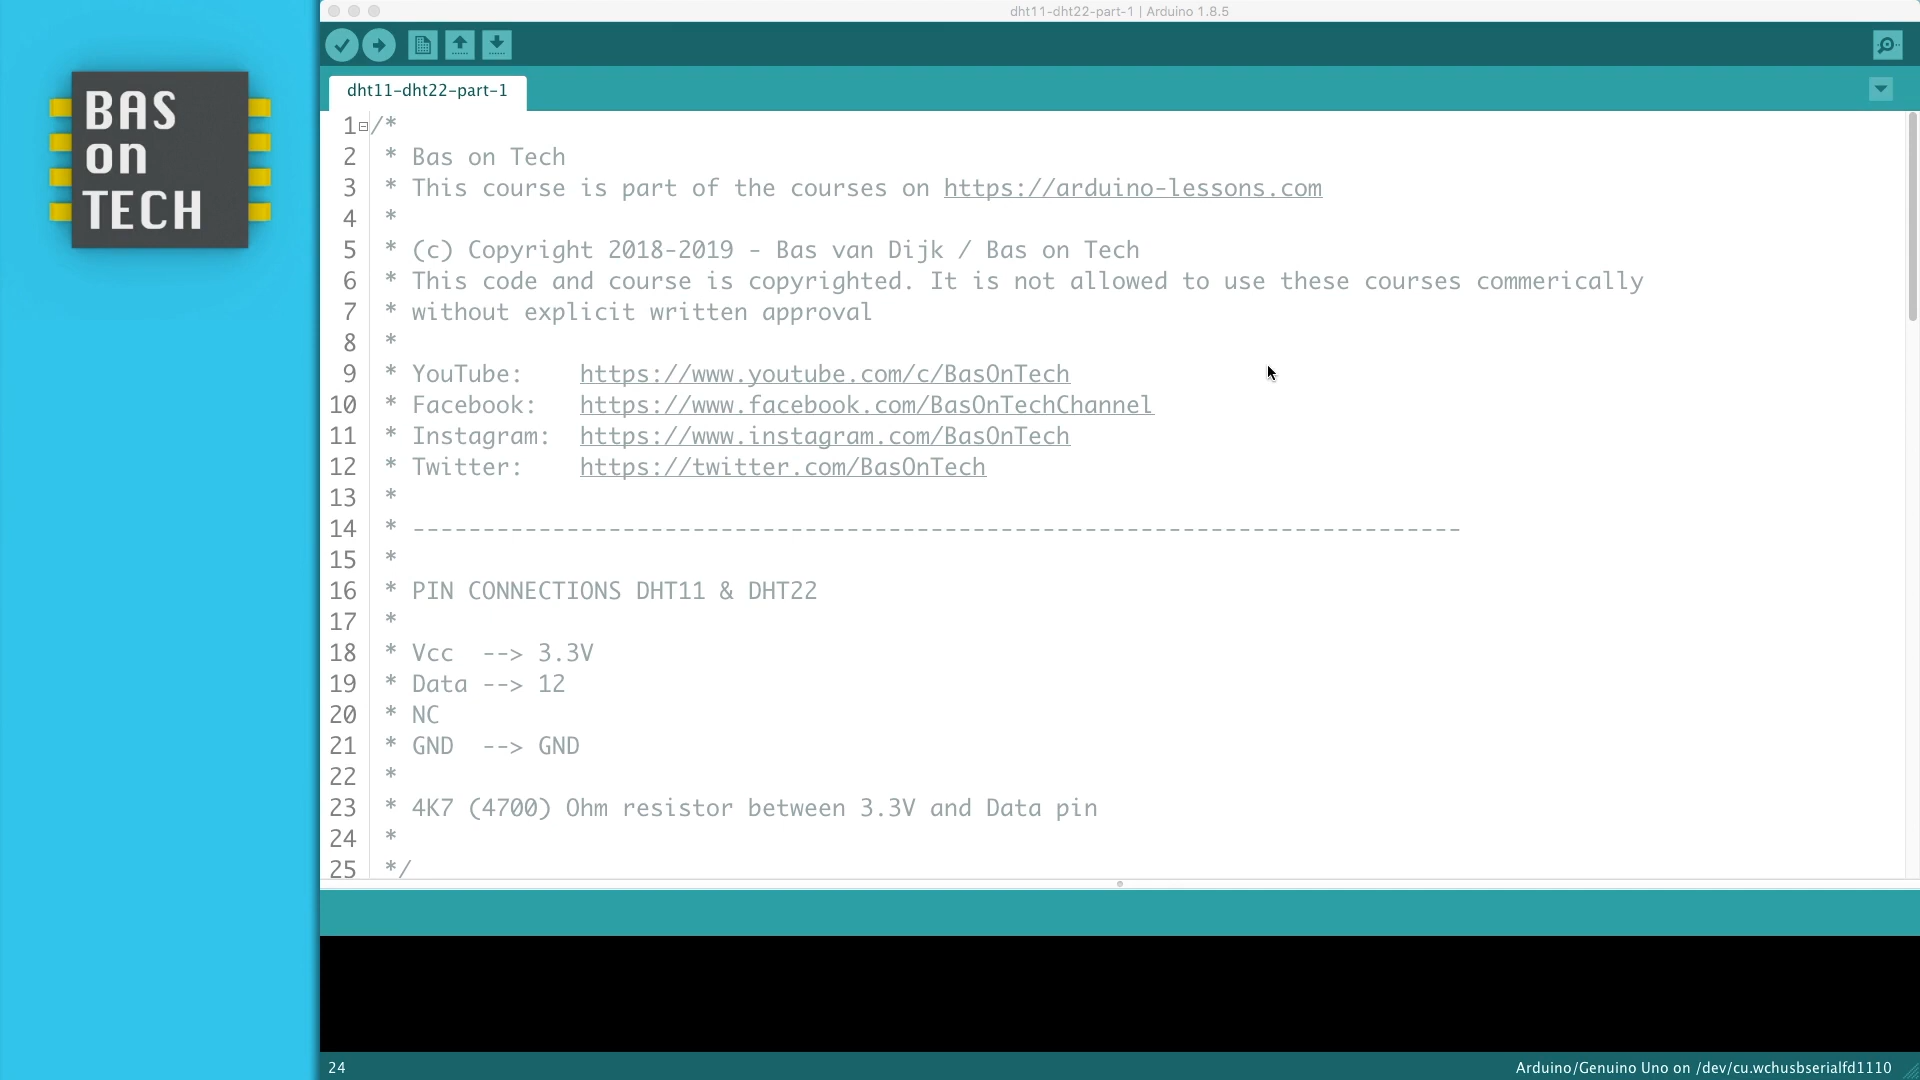 BAS
on
TECH
dht11-dht22-part-1 | Arduino 1.8.5
dht11-dht22-part-1
1 /*
2 * Bas on Tech
3 * This course is part of the courses on https://arduino-lessons.com
4 *
5 * (c) Copyright 2018-2019 - Bas van Dijk / Bas on Tech
6 * This code and course is copyrighted. It is not allowed to use these courses commerically
7 * without explicit written approval
8 *
9 * YouTube:    https://www.youtube.com/c/BasOnTech
10 * Facebook:   https://www.facebook.com/BasOnTechChannel
11 * Instagram:  https://www.instagram.com/BasOnTech
12 * Twitter:    https://twitter.com/BasOnTech
13 *
14 * ---------------------------------------------------------------------------
15 *
16 * PIN CONNECTIONS DHT11 & DHT22
17 *
18 * Vcc  --> 3.3V
19 * Data --> 12
20 * NC
21 * GND  --> GND
22 *
23 * 4K7 (4700) Ohm resistor between 3.3V and Data pin
24 *
25 */
24
Arduino/Genuino Uno on /dev/cu.wchusbserialfd1110